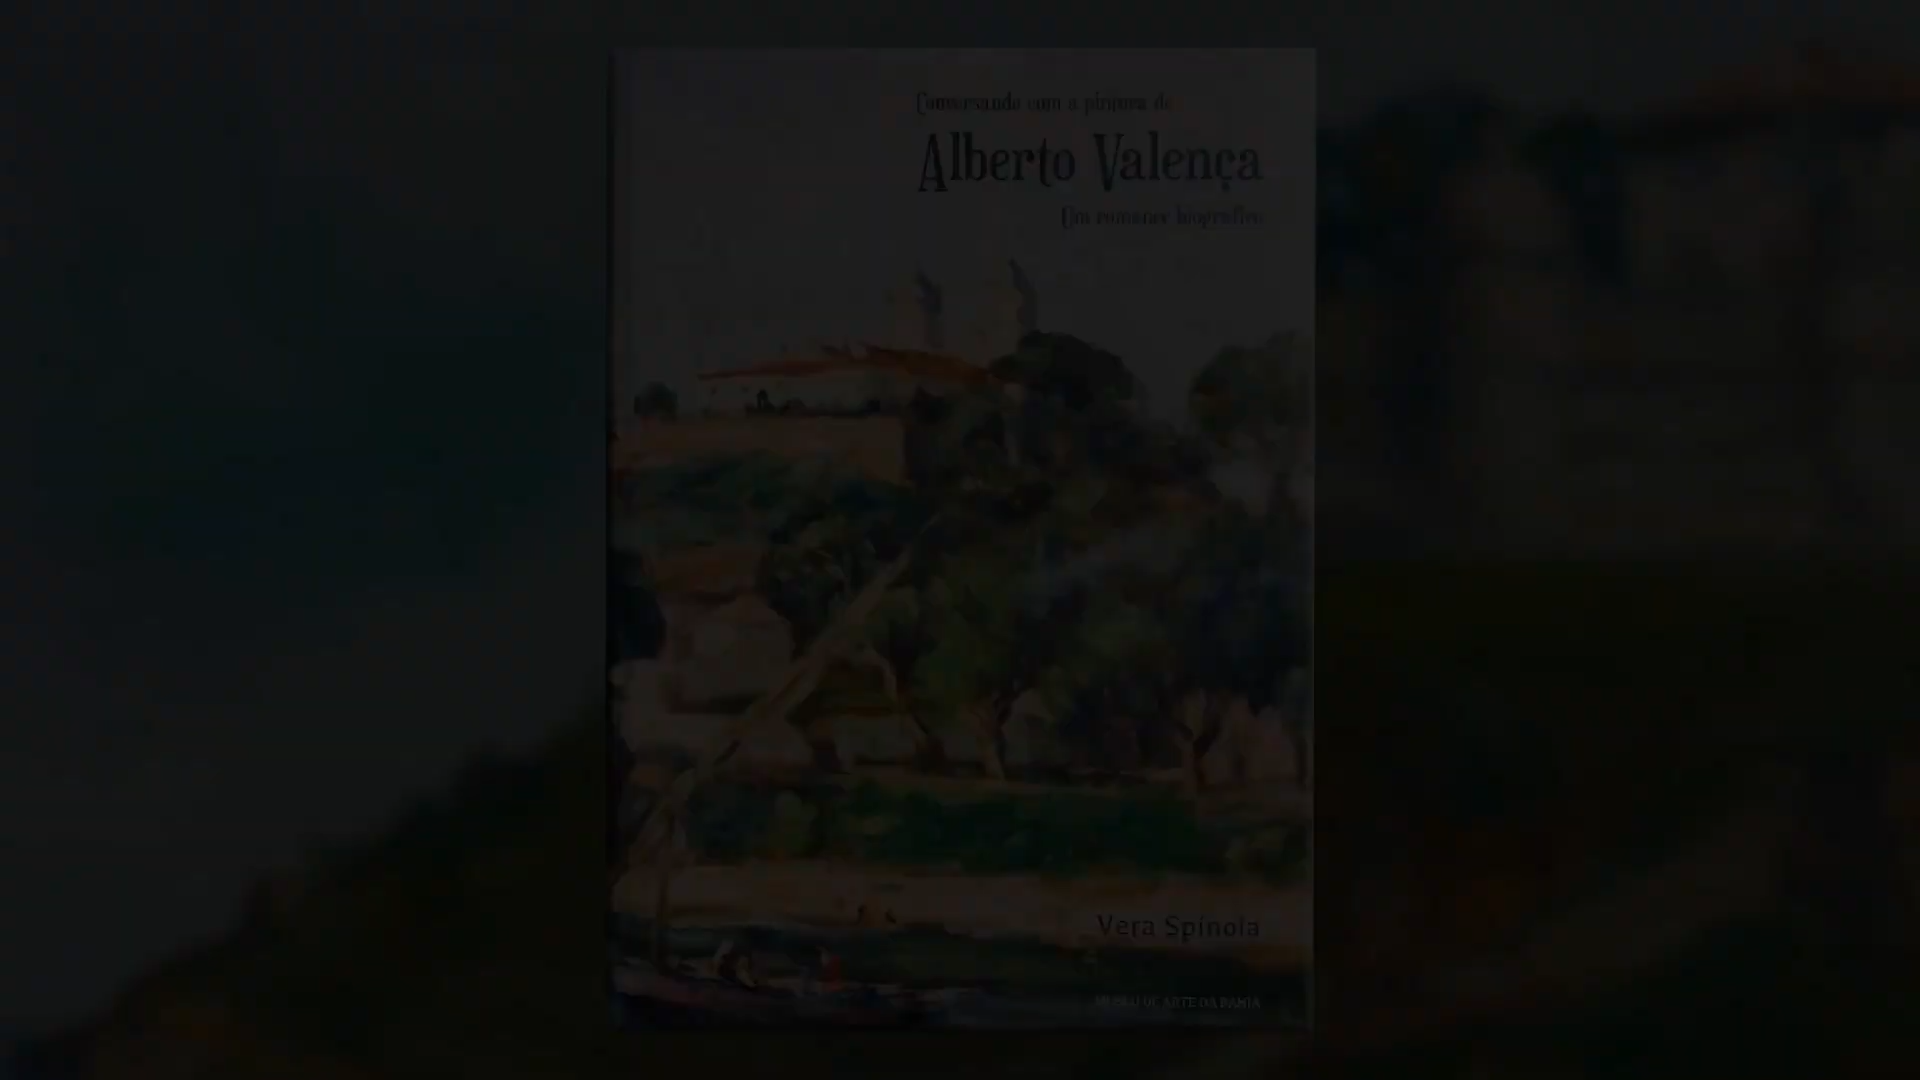 Conversando com a pintura de
Alberto Valença
Um romance biográfico
Vera Spínola
MUSEU DE ARTE DA BAHIA